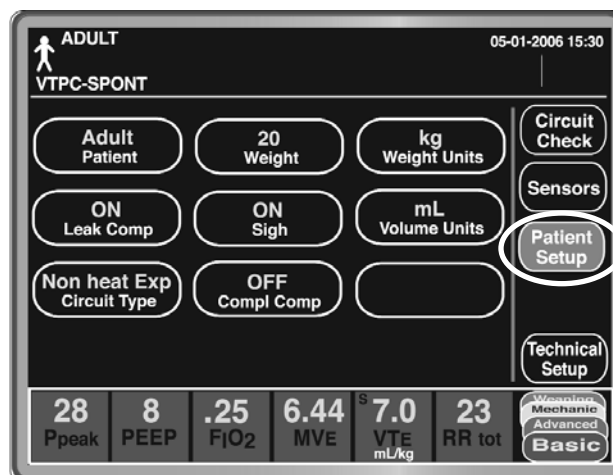 ADULT
05-01-2006 15:30
VTPC-SPONT
Adult
Patient
20
Weight
kg
Weight Units
Circuit
Check
ON
Leak Comp
ON
Sigh
mL
Volume Units
Sensors
Patient
Setup
Non heat Exp
Circuit Type
OFF
Compl Comp
Technical
Setup
28
Ppeak
8
PEEP
.25
FIO2
6.44
MVE
S 7.0
VTE
mL/kg
23
RR tot
Weaning
Mechanic
Advanced
Basic